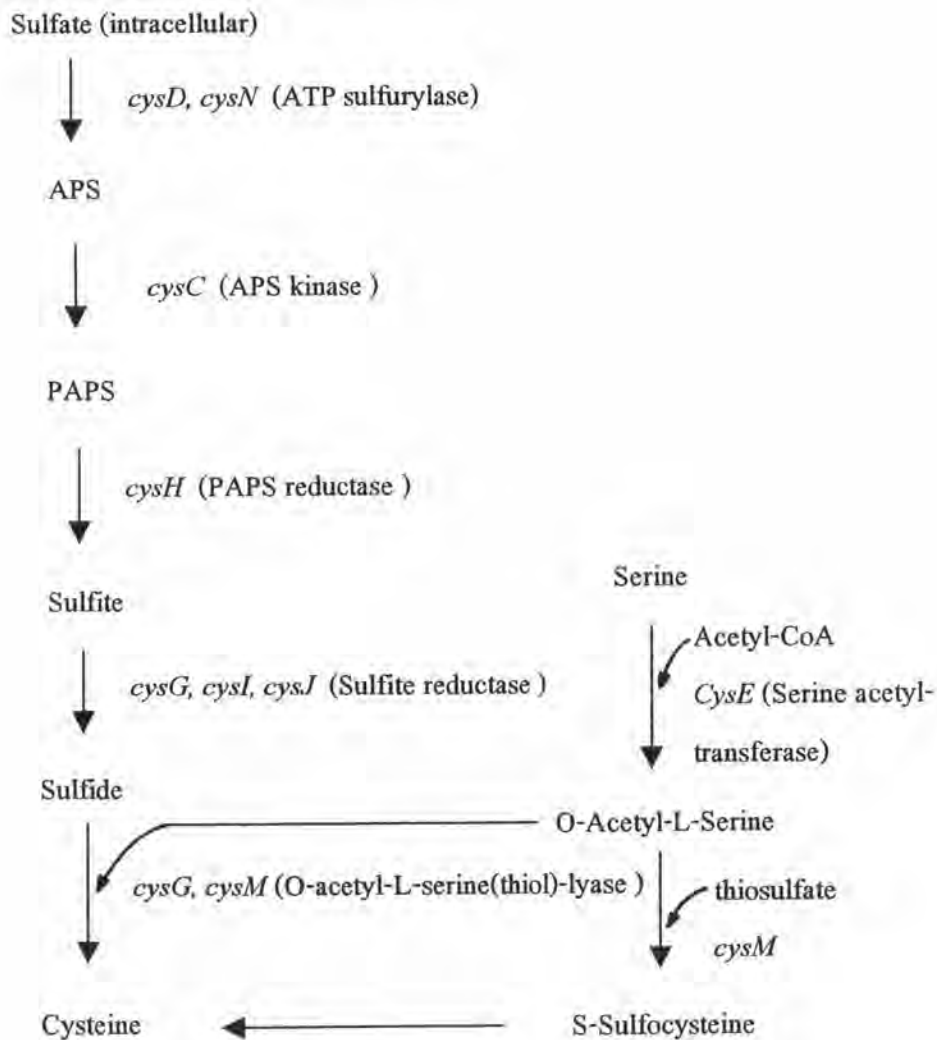 Sulfate (intracellular)
cysD, cysN (ATP sulfurylase)
APS
cysC (APS kinase )
PAPS
cysH (PAPS reductase )
Sulfite
cysG, cysI, cysJ (Sulfite reductase )
Sulfide
cysG, cysM (O-acetyl-L-serine(thiol)-lyase )
Cysteine
Serine
Acetyl-CoA
CysE (Serine acetyl-
transferase)
O-Acetyl-L-Serine
thiosulfate
cysM
S-Sulfocysteine